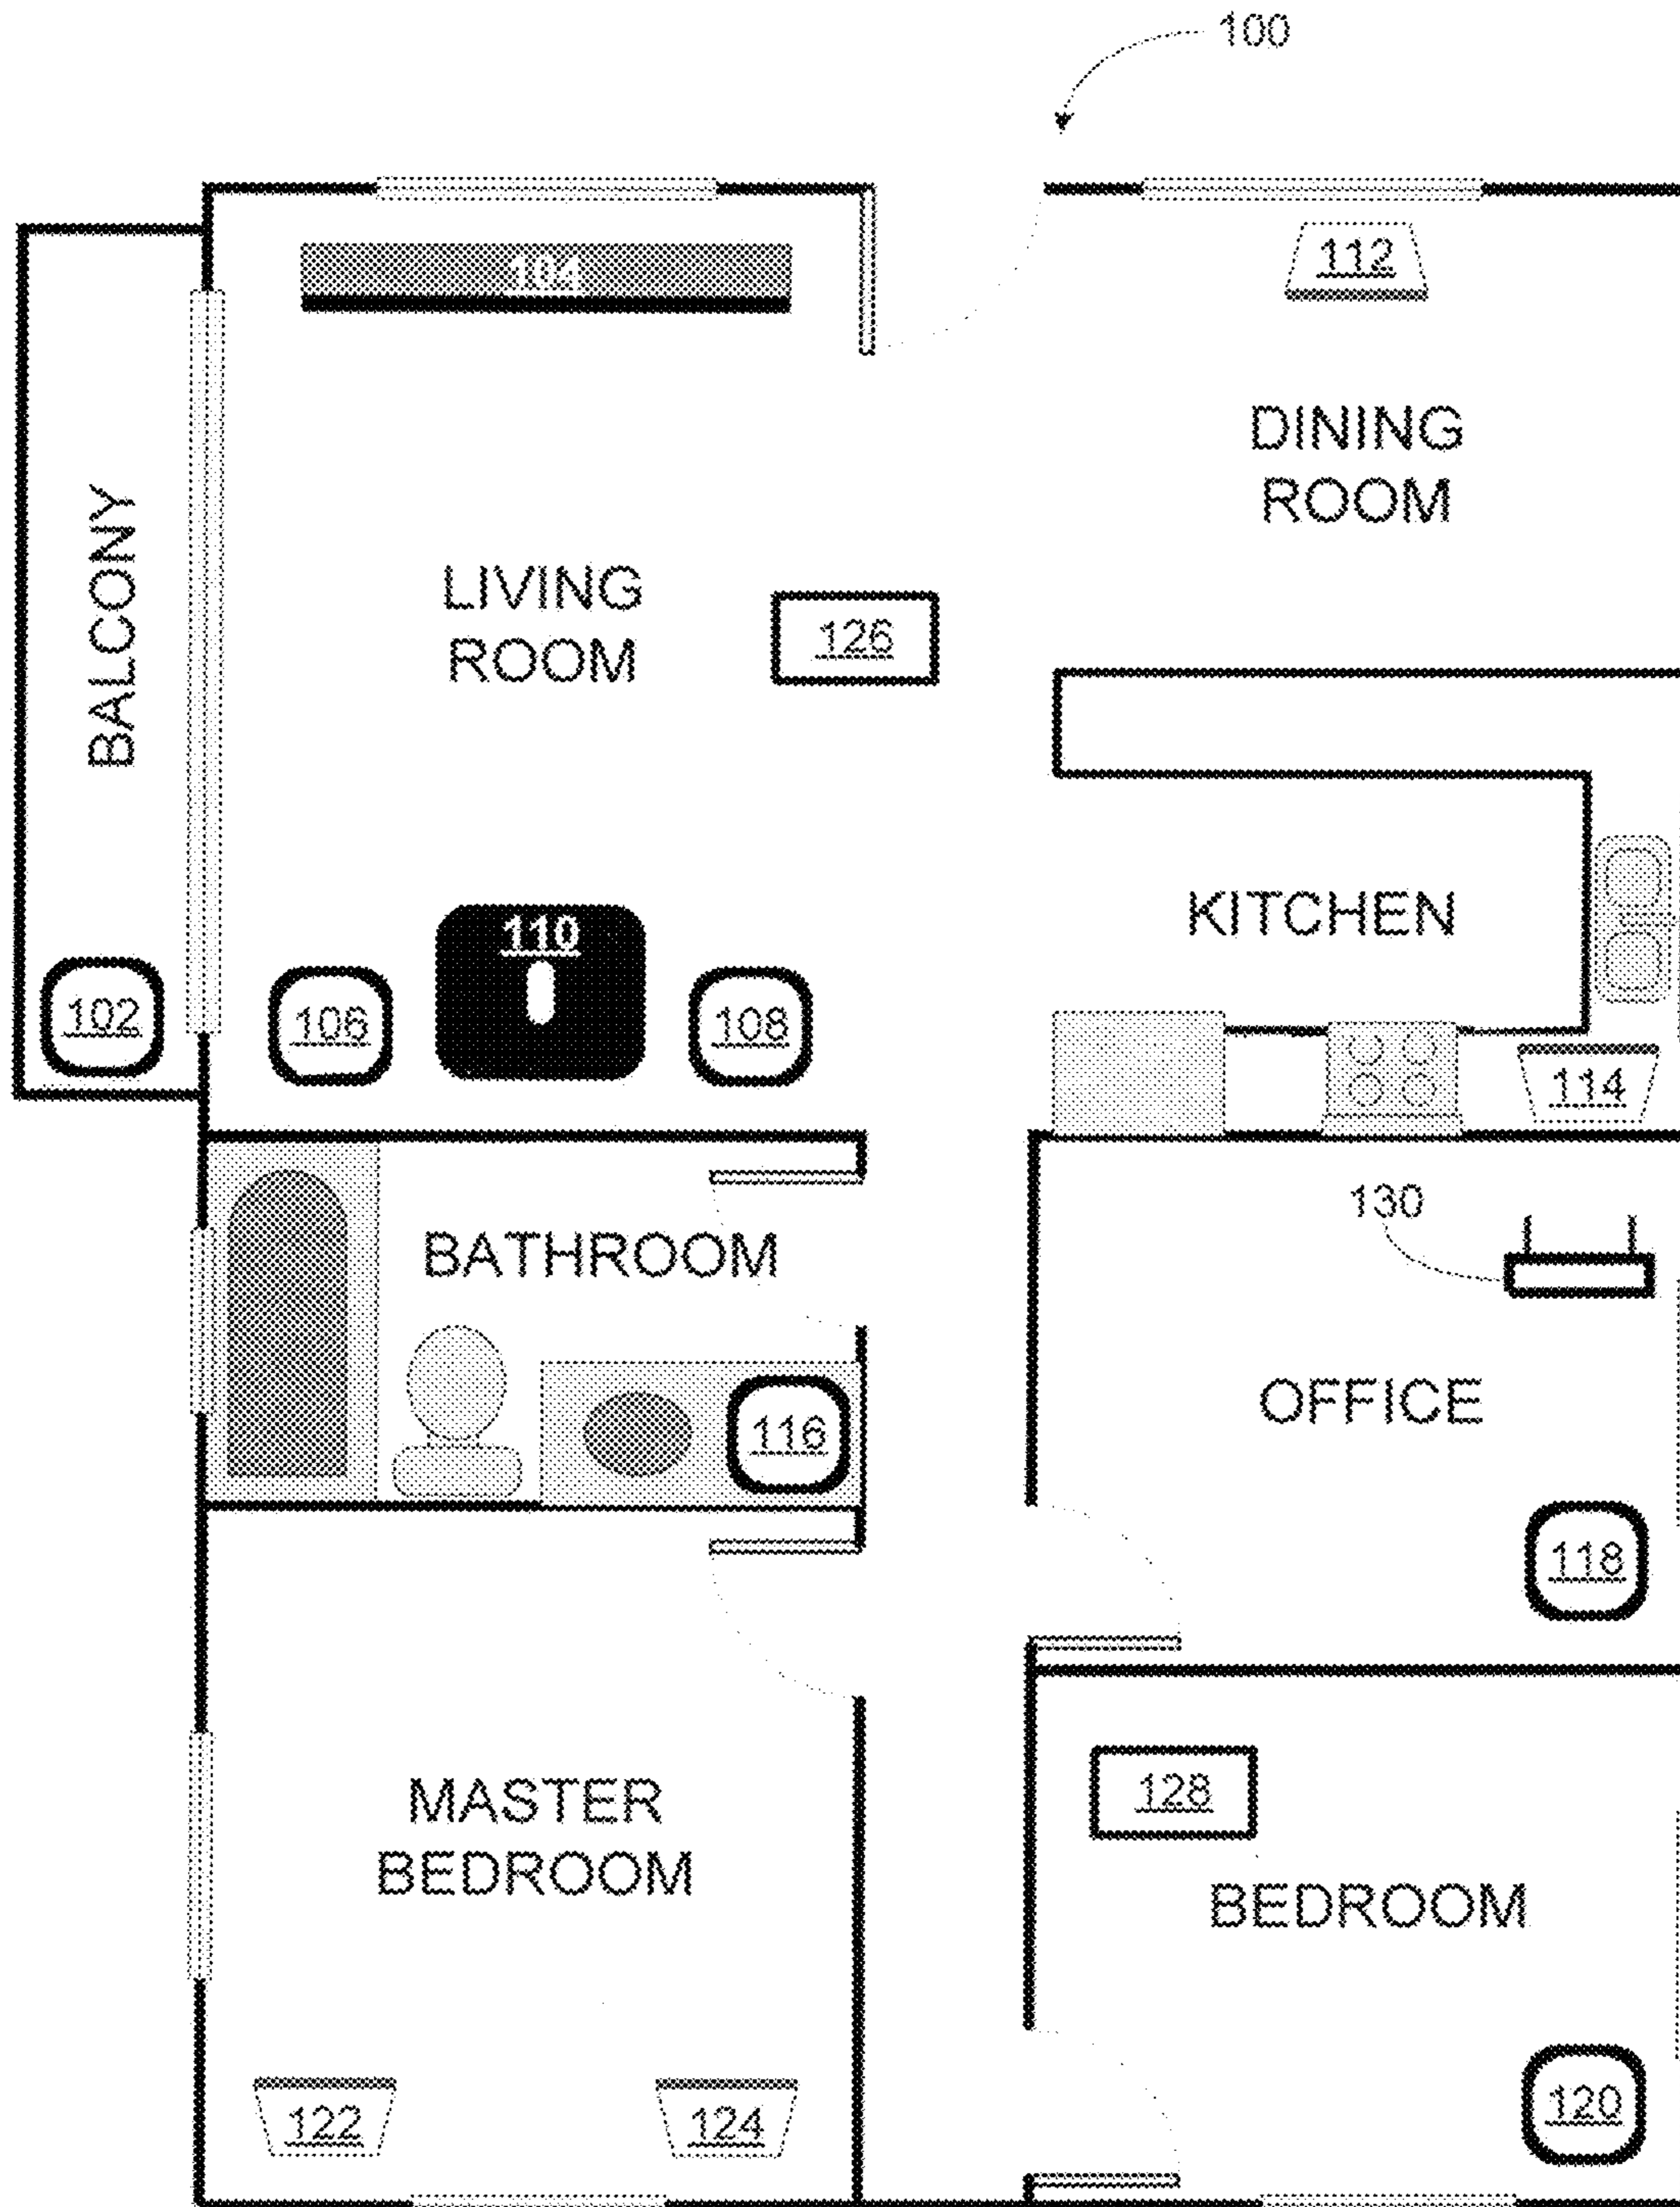 100
104
112
DINING
ROOM
BALCONY
LIVING
ROOM
126
KITCHEN
110
102
106
108
114
130
BATHROOM
OFFICE
116
118
128
MASTER
BEDROOM
BEDROOM
122
124
120